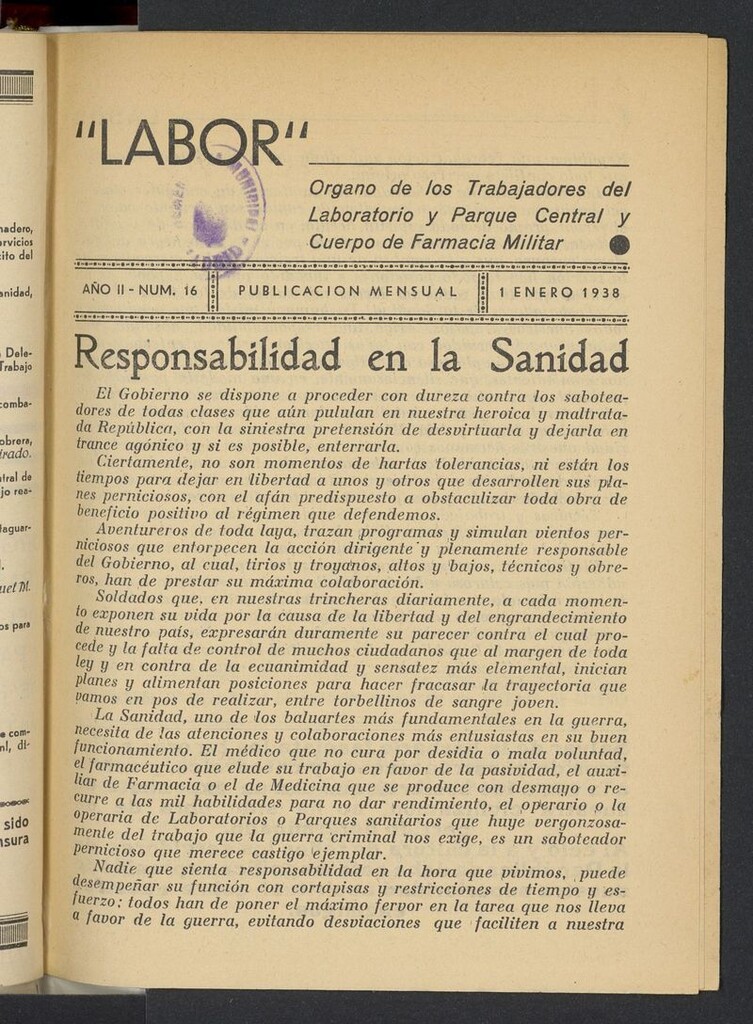 "LABOR"
Organo de los Trabajadores del
Laboratorio y Parque Central y
Cuerpo de Farmacia Militar
AÑO II - NUM. 16
PUBLICACION MENSUAL
1 ENERO 1938
Responsabilidad en la Sanidad
El Gobierno se dispone a proceder con dureza contra los sabotea-
dores de todas clases que aún pululan en nuestra heroica y maltrata-
da República, con la siniestra pretensión de desvirtuarla y dejarla en
trance agónico y si es posible, enterrarla.
Ciertamente, no son momentos de hartas tolerancias, ni están los
tiempos para dejar en libertad a unos y otros que desarrollen sus pla-
nes perniciosos, con el afán predispuesto a obstaculizar toda obra de
beneficio positivo al régimen que defendemos.
Aventureros de toda laya, trazan programas y simulan vientos per-
niciosos que entorpecen la acción dirigente y plenamente responsable
del Gobierno, al cual, tirios y troyanos, altos y bajos, técnicos y obre-
ros, han de prestar su máxima colaboración.
Soldados que, en nuestras trincheras diariamente, a cada momen-
to exponen su vida por la causa de la libertad y del engrandecimiento
de nuestro país, expresarán duramente su parecer contra el cual pro-
cede y la falta de control de muchos ciudadanos que al margen de toda
ley y en contra de la ecuanimidad y sensatez más elemental, inician
planes y alimentan posiciones para hacer fracasar la trayectoria que
vamos en pos de realizar, entre torbellinos de sangre joven.
La Sanidad, uno de los baluartes más fundamentales en la guerra,
necesita de las atenciones y colaboraciones más entusiastas en su buen
funcionamiento. El médico que no cura por desidia o mala voluntad,
el farmacéutico que elude su trabajo en favor de la pasividad, el auxi-
liar de Farmacia o el de Medicina que se produce con desmayo o re-
curre a las mil habilidades para no dar rendimiento, el operario o la
operaria de Laboratorios o Parques sanitarios que huye vergonzosa-
mente del trabajo que la guerra criminal nos exige, es un saboteador
pernicioso que merece castigo ejemplar.
Nadie que sienta responsabilidad en la hora que vivimos, puede
desempeñar su función con cortapisas y restricciones de tiempo y es-
fuerzo; todos han de poner el máximo fervor en la tarea que nos lleva
a favor de la guerra, evitando desviaciones que faciliten a nuestra